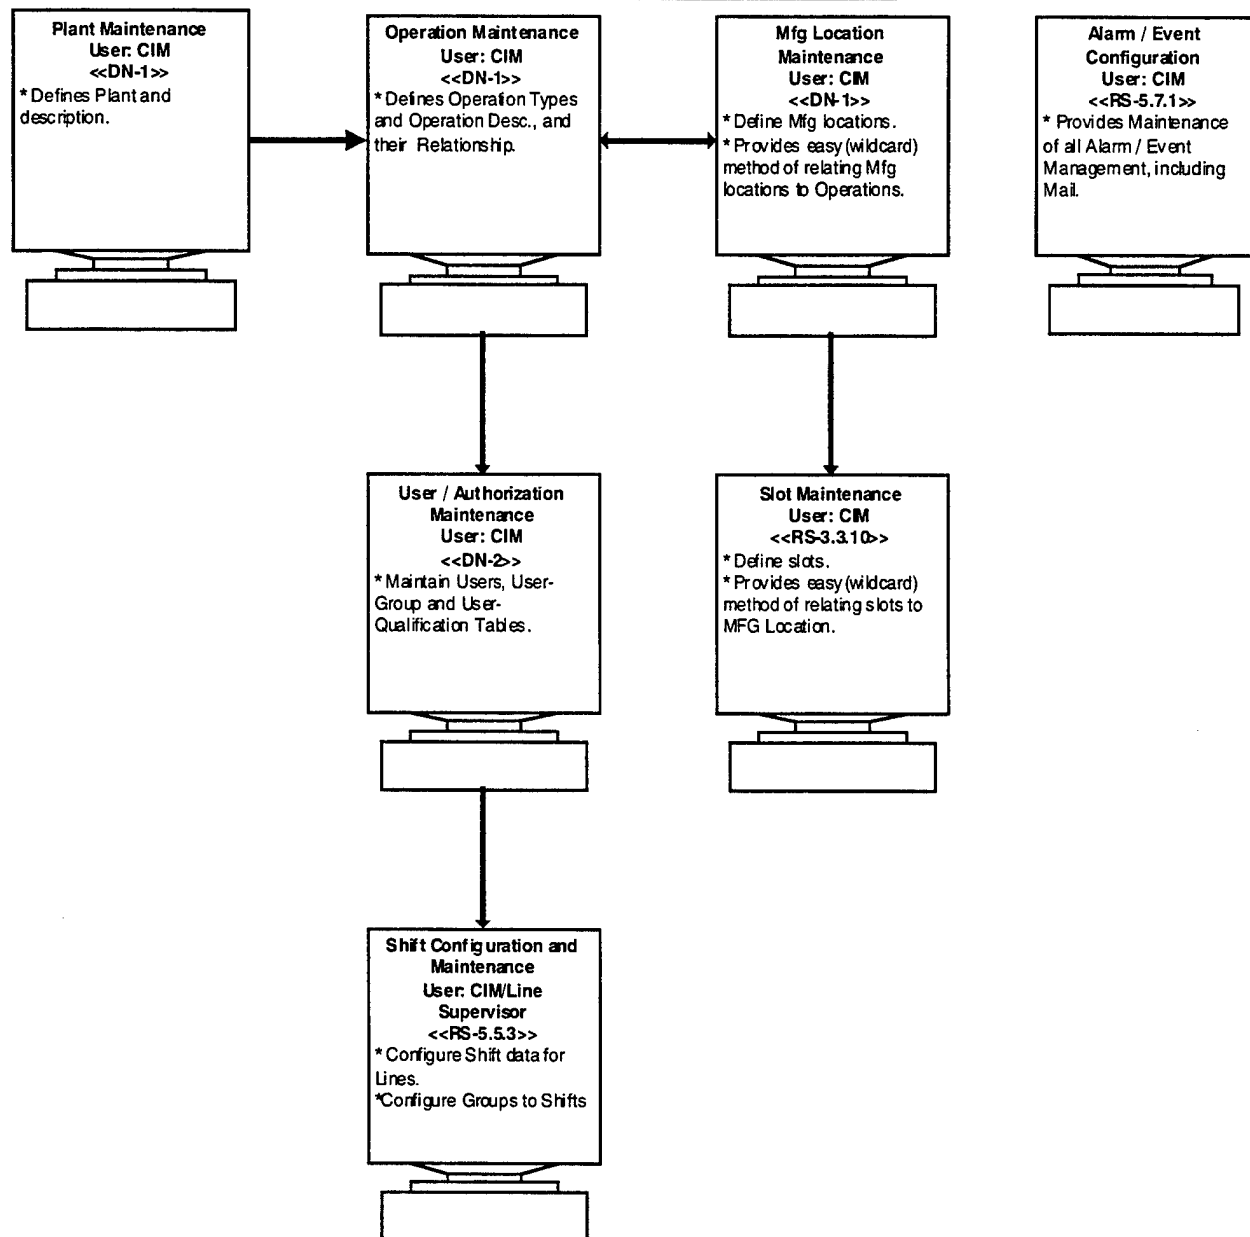 Plant Maintenance
User: CIM
<<DN-1>>
* Defines Plant and
description.
Operation Maintenance
User: CIM
<<DN-1>>
* Defines Operation Types
and Operation Desc., and
their Relationship.
Mfg Location
Maintenance
User: CIM
<<DN-1>>
* Define Mfg locations.
* Provides easy (wildcard)
method of relating Mfg
locations to Operations.
Alarm / Event
Configuration
User: CIM
<<RS-5.7.1>>
* Provides Maintenance
of all Alarm / Event
Management, including
Mail.
User / Authorization
Maintenance
User: CIM
<<DN-2>>
* Maintain Users, User-
Group and User-
Qualification Tables.
Slot Maintenance
User: CIM
<<RS-3.3.10>>
* Define slots.
* Provides easy (wildcard)
method of relating slots to
MFG Location.
Shift Configuration and
Maintenance
User: CIM/Line
Supervisor
<<RS-5.5.3>>
* Configure Shift data for
Lines.
*Configure Groups to Shifts